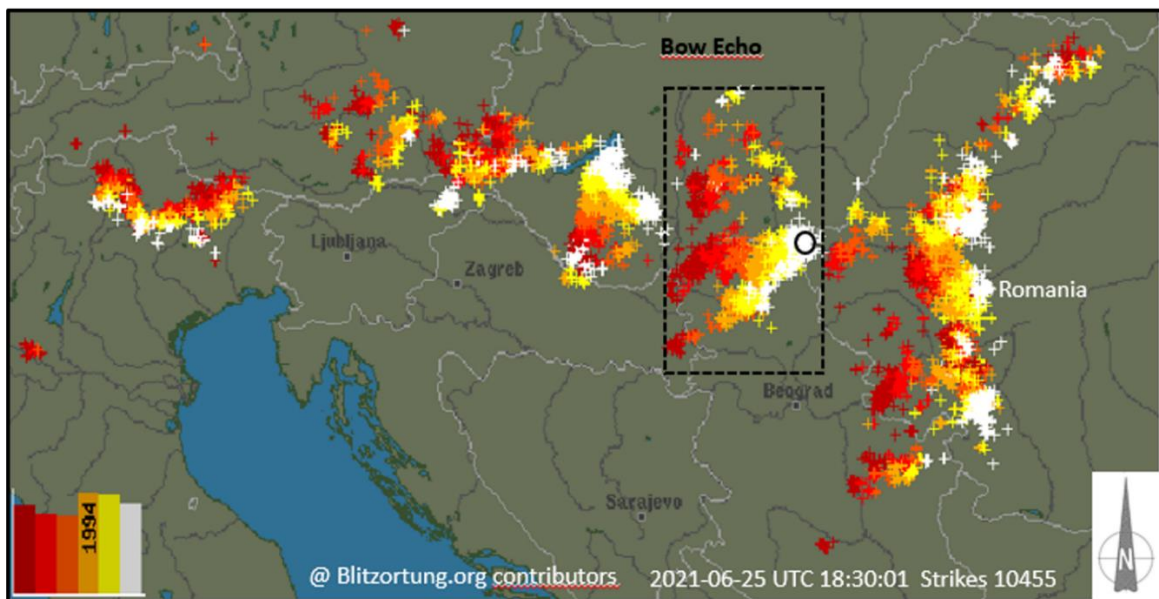 Bow Echo
Ljubljana
Zagreb
Romania
Beograd
Sarajevo
1994
@ Blitzortung.org contributors 2021-06-25 UTC 18:30:01 Strikes 10455
N